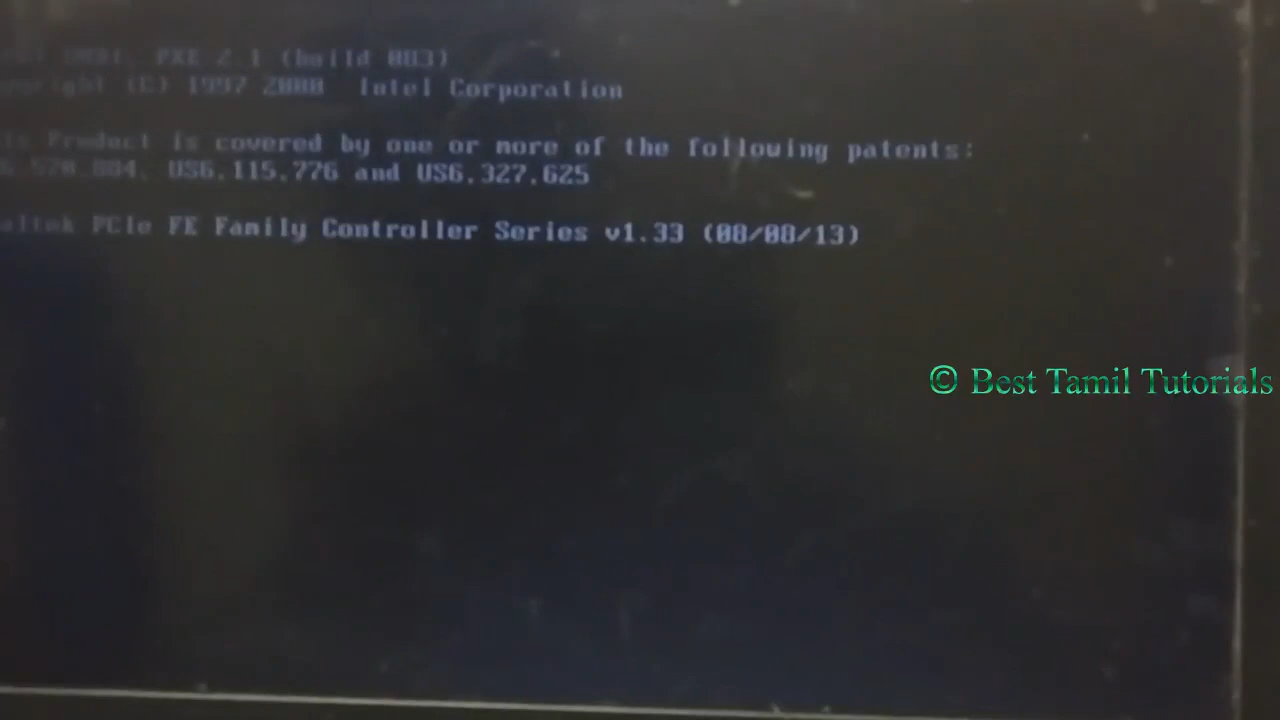 PXE 2.1 (build 083)
(C) 1997-2000 Intel Corporation
Product is covered by one or more of the following patents:
US6,115,776 and US6,327,625
PCIe FE Family Controller Series v1.33 (08/08/13)
© Best Tamil Tutorials